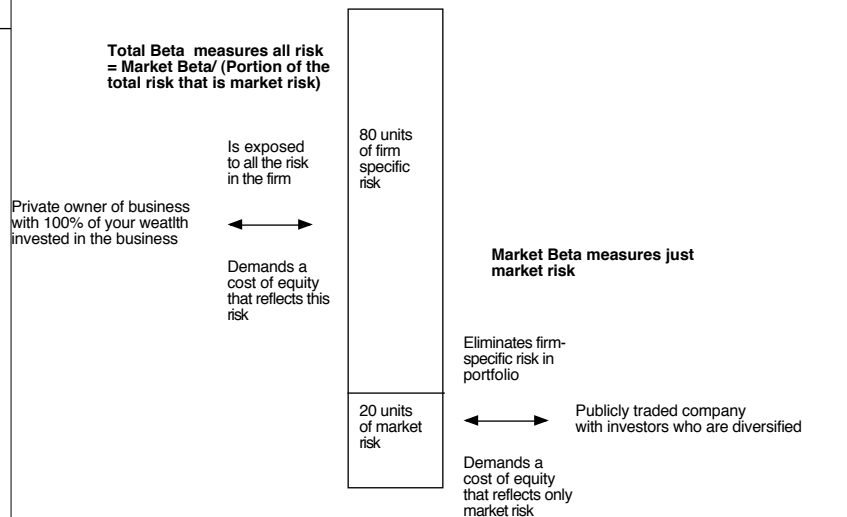 Total Beta measures all risk
= Market Beta/ (Portion of the
total risk that is market risk)
80 units
of firm
specific
risk
Is exposed
to all the risk
in the firm
Private owner of business
with 100% of your weatlth
invested in the business
Demands a
cost of equity
that reflects this
risk
Market Beta measures just
market risk
Eliminates firm-
specific risk in
portfolio
20 units
of market
risk
Publicly traded company
with investors who are diversified
Demands a
cost of equity
that reflects only
market risk